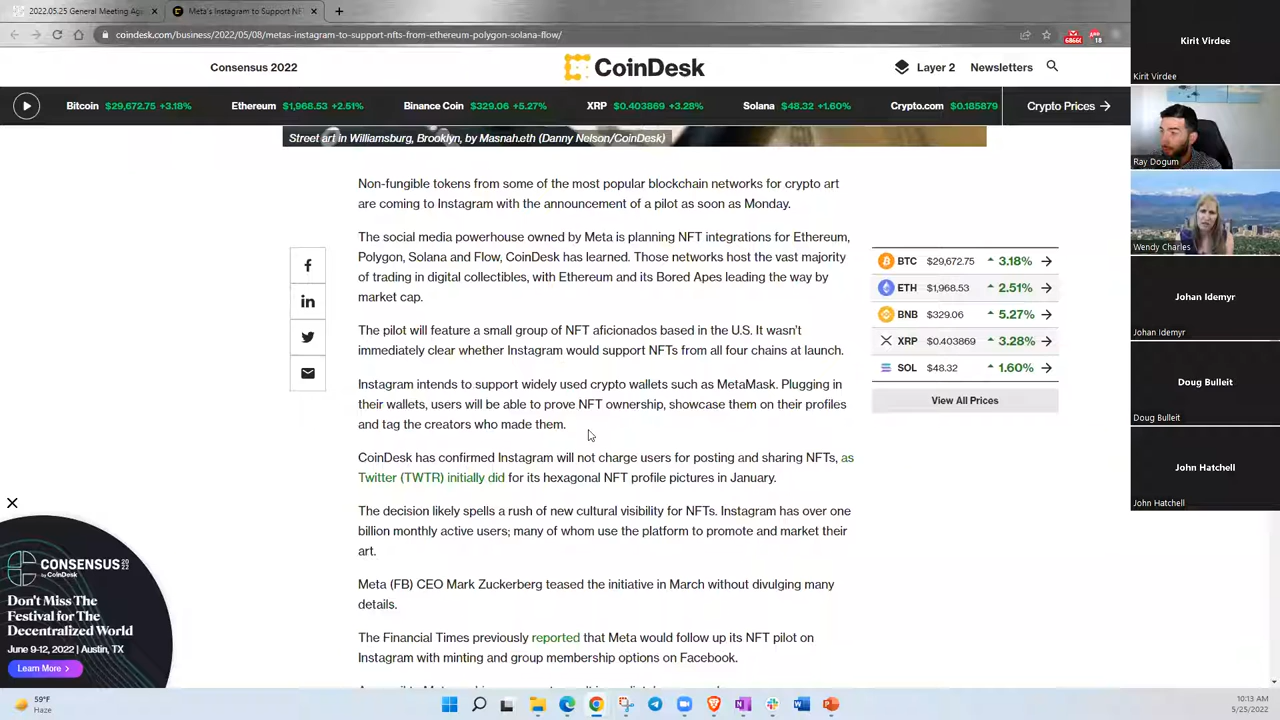 2022.05.25 General Meeting Age
Meta's Instagram to Support NF
coindesk.com/business/2022/05/08/metas-instagram-to-support-nfts-from-ethereum-polygon-solana-flow/
Consensus 2022
CoinDesk
Layer 2
Newsletters
Bitcoin $29,672.75 +3.18%
Ethereum $1,968.53 +2.51%
Binance Coin $329.06 +5.27%
XRP $0.403869 +3.28%
Solana $48.32 +1.60%
Crypto.com $0.185879
Crypto Prices
Street art in Williamsburg, Brooklyn, by Masnah.eth (Danny Nelson/CoinDesk)
Non-fungible tokens from some of the most popular blockchain networks for crypto art
are coming to Instagram with the announcement of a pilot as soon as Monday.
The social media powerhouse owned by Meta is planning NFT integrations for Ethereum,
Polygon, Solana and Flow, CoinDesk has learned. Those networks host the vast majority
of trading in digital collectibles, with Ethereum and its Bored Apes leading the way by
market cap.
The pilot will feature a small group of NFT aficionados based in the U.S. It wasn't
immediately clear whether Instagram would support NFTs from all four chains at launch.
Instagram intends to support widely used crypto wallets such as MetaMask. Plugging in
their wallets, users will be able to prove NFT ownership, showcase them on their profiles
and tag the creators who made them.
CoinDesk has confirmed Instagram will not charge users for posting and sharing NFTs, as
Twitter (TWTR) initially did for its hexagonal NFT profile pictures in January.
The decision likely spells a rush of new cultural visibility for NFTs. Instagram has over one
billion monthly active users; many of whom use the platform to promote and market their
art.
Meta (FB) CEO Mark Zuckerberg teased the initiative in March without divulging many
details.
The Financial Times previously reported that Meta would follow up its NFT pilot on
Instagram with minting and group membership options on Facebook.
BTC $29,672.75 3.18%
ETH $1,968.53 2.51%
BNB $329.06 5.27%
XRP $0.403869 3.28%
SOL $48.32 1.60%
View All Prices
CONSENSUS 2022
by CoinDesk
Don't Miss The
Festival for The
Decentralized World
June 9-12, 2022 | Austin, TX
Learn More
Kirit Virdee
Kirit Virdee
Ray Dogum
Wendy Charles
Johan Idemyr
Johan Idemyr
Doug Bulleit
Doug Bulleit
John Hatchell
John Hatchell
59°F
Haze
10:13 AM
5/25/2022